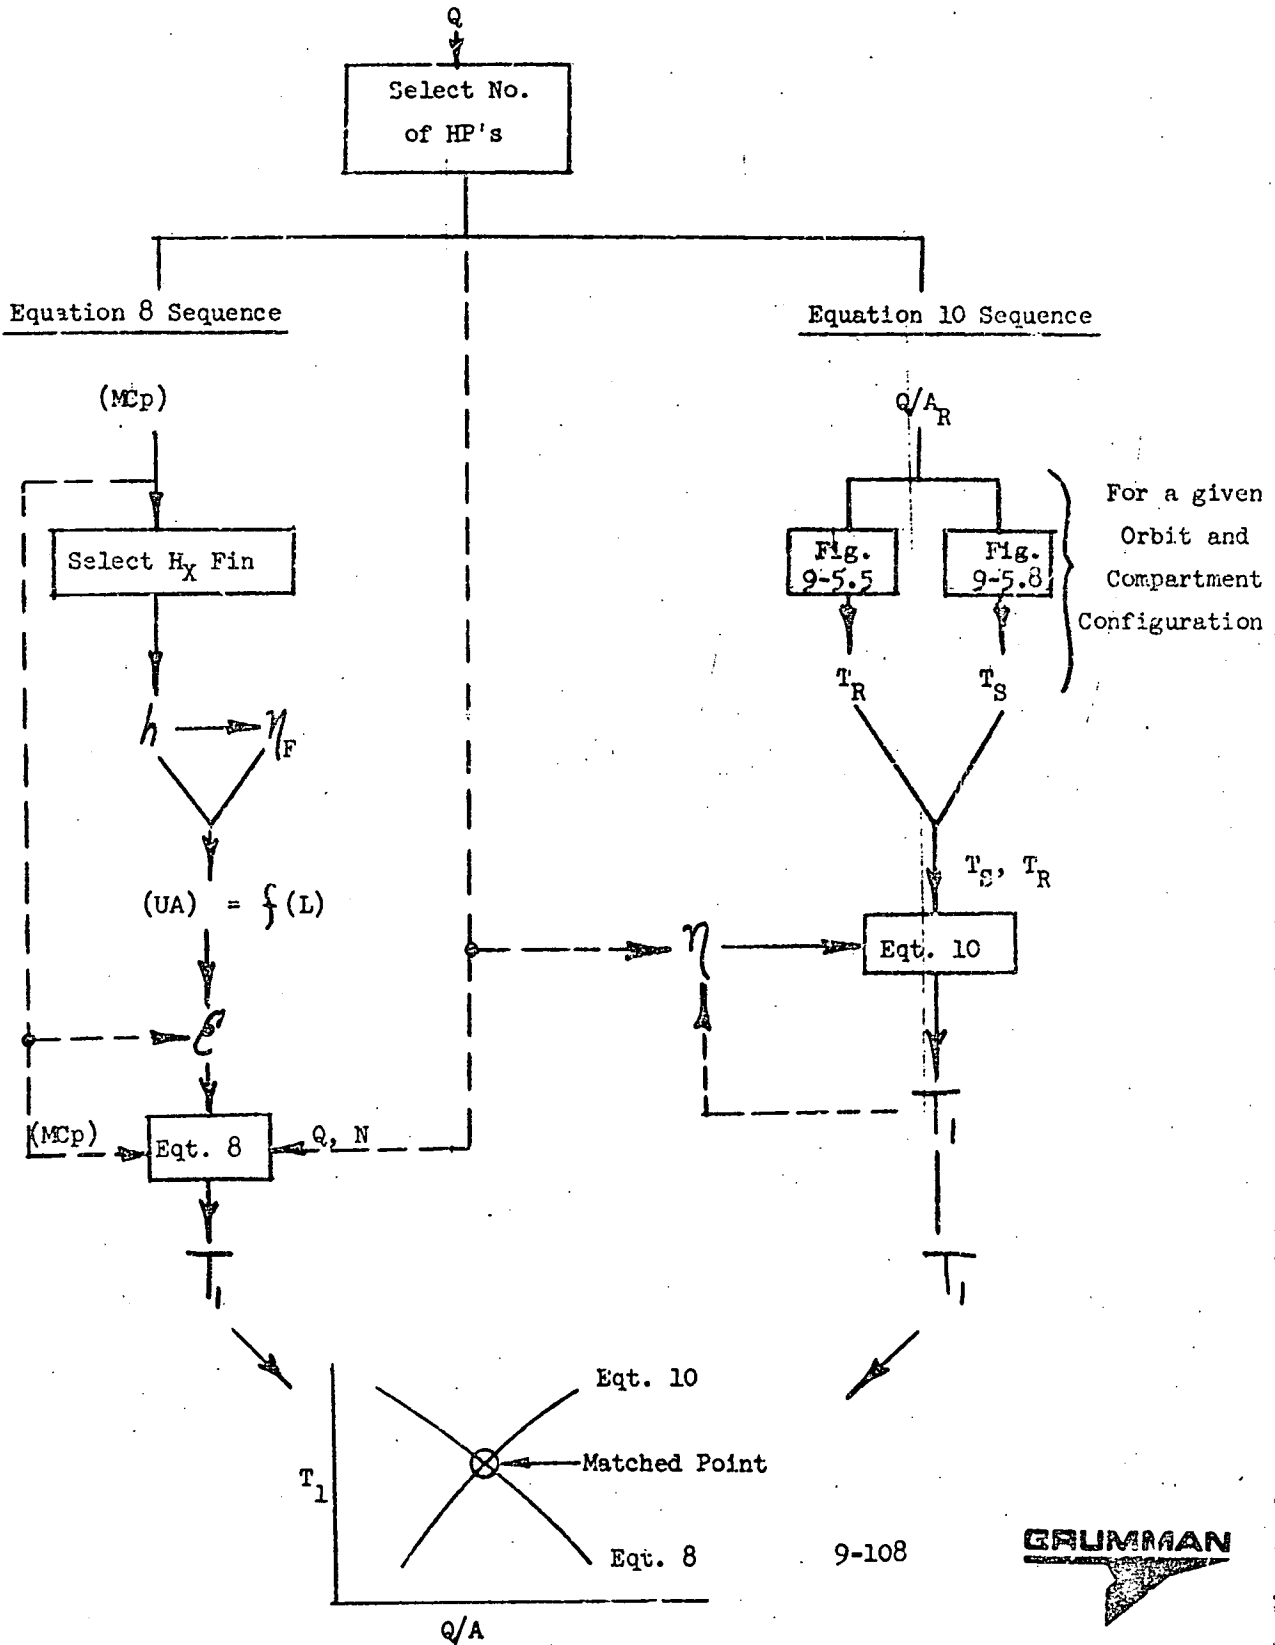 Q
Select No.
of HP's
Equation 8 Sequence
Equation 10 Sequence
(MCp)
Q/A_R
Select H_X Fin
Fig.
9-5.5
Fig.
9-5.8
For a given
Orbit and
Compartment
Configuration
T_R
T_S
h
η_F
T_S, T_R
(UA) = f(L)
η
Eqt. 10
ε
T_1
(MCp)
Eqt. 8
Q, N
T_1
T_1
Eqt. 10
Matched Point
T_1
Eqt. 8
Q/A
9-108
GRUMMAN